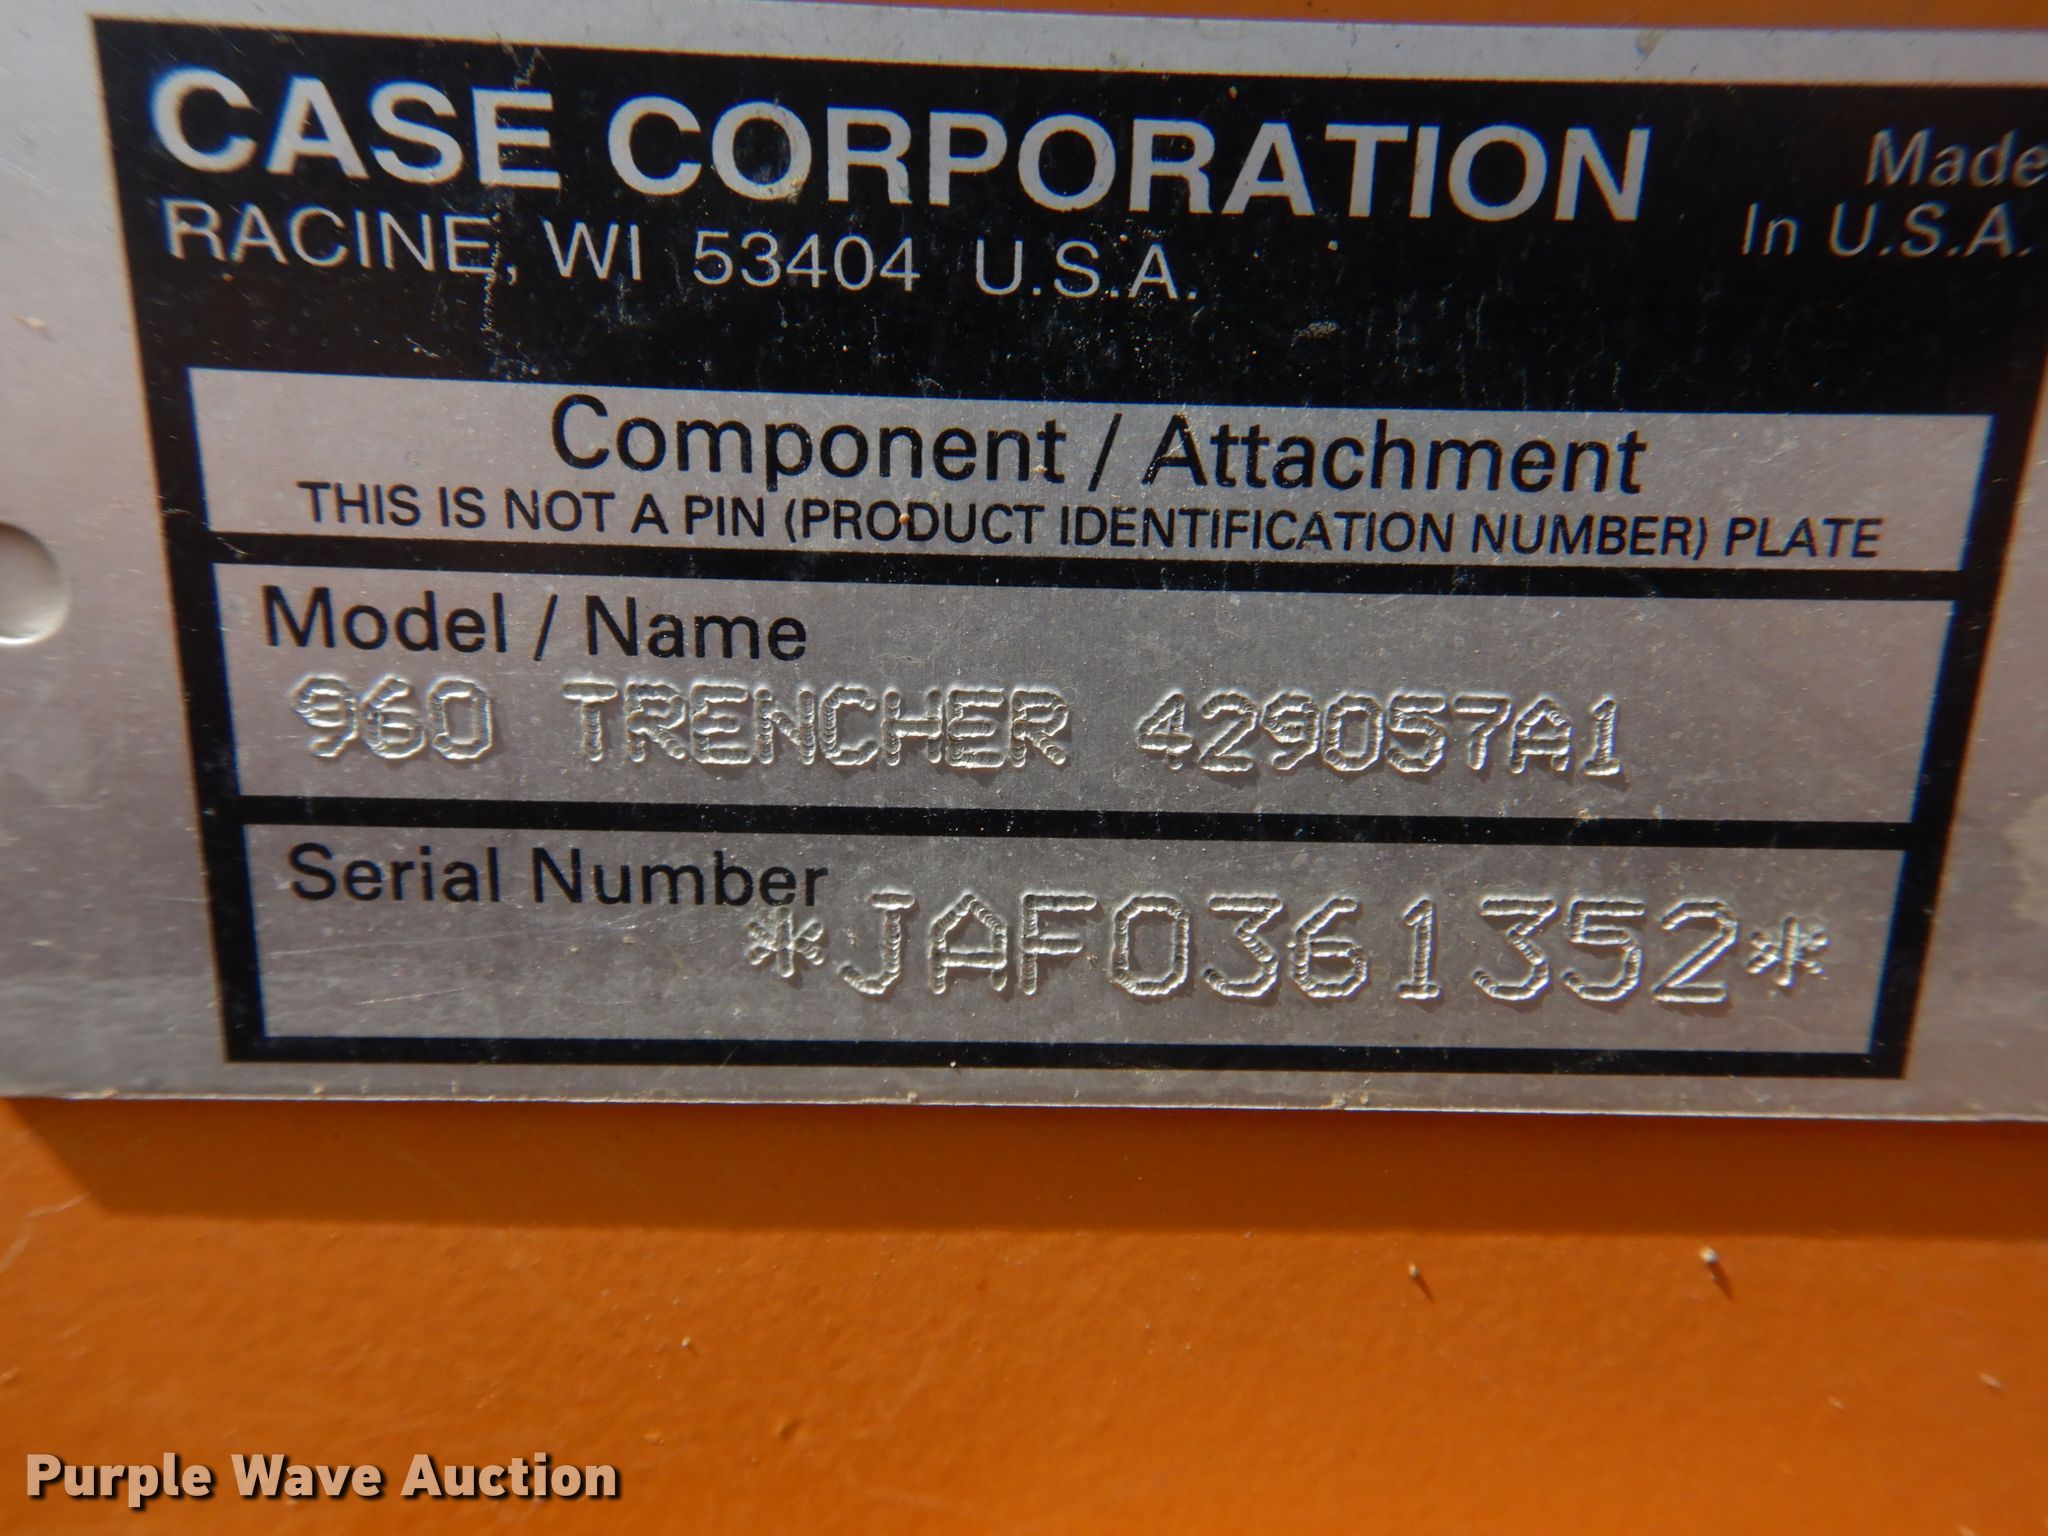 CASE CORPORATION
RACINE, WI 53404 U.S.A.
Made
In U.S.A.
Component / Attachment
THIS IS NOT A PIN (PRODUCT IDENTIFICATION NUMBER) PLATE
Model / Name
960 TRENCHER 429057A1
Serial Number
*JAF0361352*
Purple Wave Auction